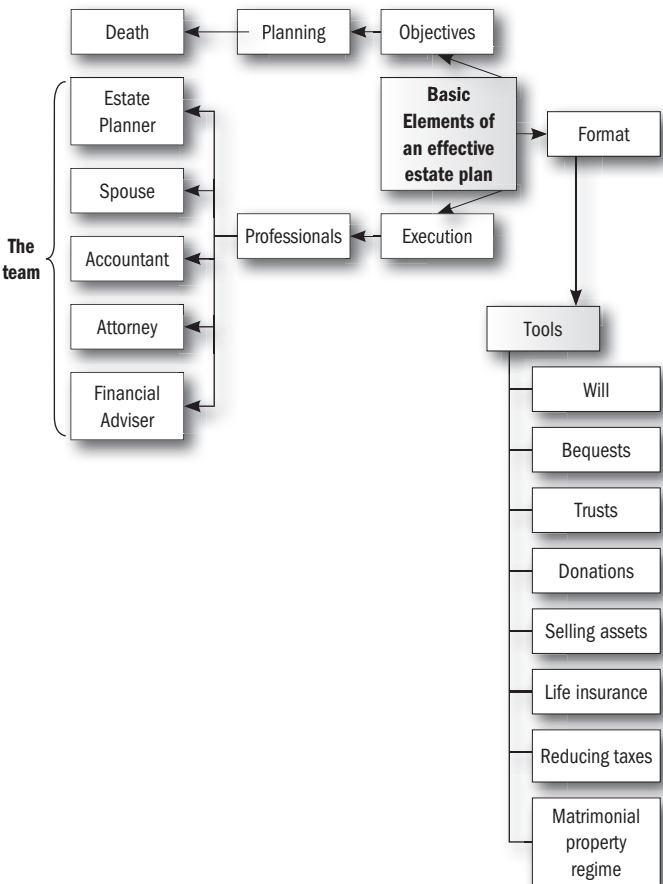 Death
Planning
Objectives
Basic
Elements of
an effective
estate plan
Format
Estate
Planner
Spouse
Accountant
Attorney
Financial
Adviser
The
team
Professionals
Execution
Tools
Will
Bequests
Trusts
Donations
Selling assets
Life insurance
Reducing taxes
Matrimonial
property
regime